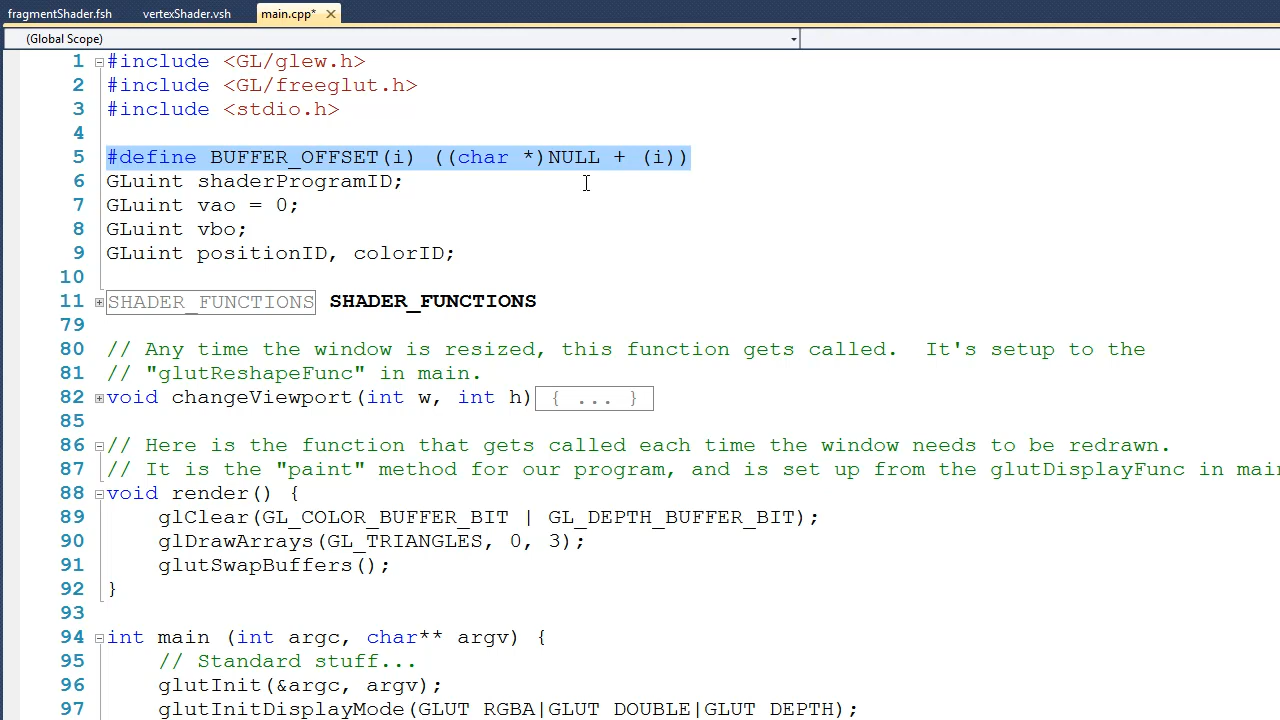 fragmentShader.fsh vertexShader.vsh main.cpp*
(Global Scope)
1 #include <GL/glew.h>
2 #include <GL/freeglut.h>
3 #include <stdio.h>
4
5 #define BUFFER_OFFSET(i) ((char *)NULL + (i))
6 GLuint shaderProgramID;
7 GLuint vao = 0;
8 GLuint vbo;
9 GLuint positionID, colorID;
10
11 SHADER_FUNCTIONS SHADER_FUNCTIONS
79
80 // Any time the window is resized, this function gets called.  It's setup to the
81 // "glutReshapeFunc" in main.
82 void changeViewport(int w, int h) { ... }
85
86 // Here is the function that gets called each time the window needs to be redrawn.
87 // It is the "paint" method for our program, and is set up from the glutDisplayFunc in main
88 void render() {
89 glClear(GL_COLOR_BUFFER_BIT | GL_DEPTH_BUFFER_BIT);
90 glDrawArrays(GL_TRIANGLES, 0, 3);
91 glutSwapBuffers();
92 }
93
94 int main (int argc, char** argv) {
95 // Standard stuff...
96 glutInit(&argc, argv);
97 glutInitDisplayMode(GLUT_RGBA|GLUT_DOUBLE|GLUT_DEPTH);